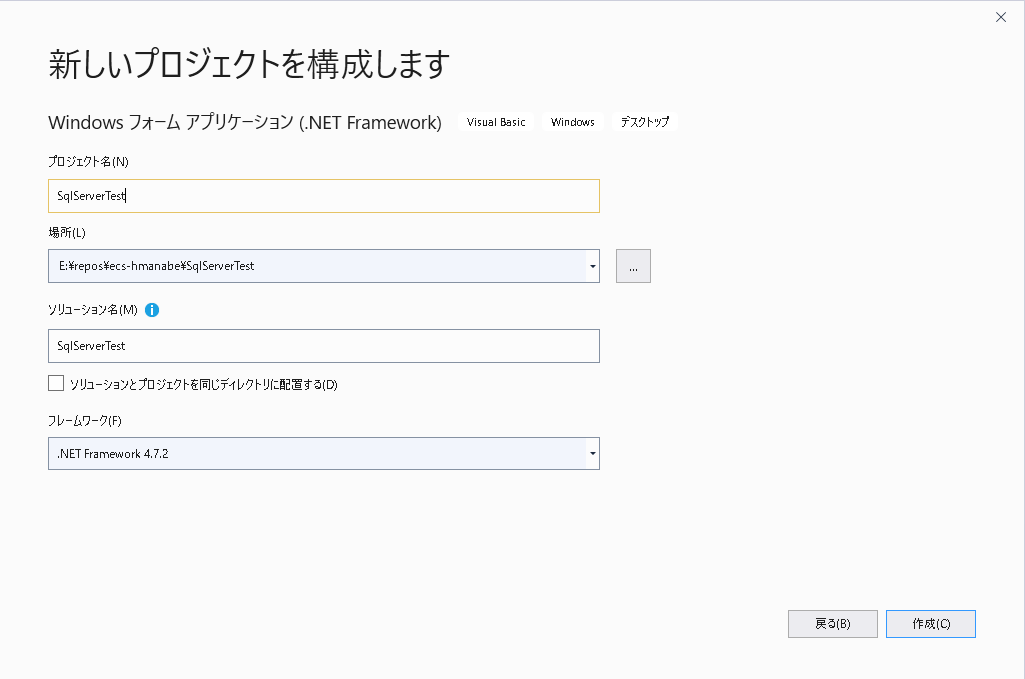 新しいプロジェクトを構成します
Windows フォーム アプリケーション (.NET Framework) Visual Basic Windows デスクトップ
プロジェクト名(N)
SqlServerTest
場所(L)
E:¥repos¥ecs-hmanabe¥SqlServerTest
...
ソリューション名(M)
SqlServerTest
ソリューションとプロジェクトを同じディレクトリに配置する(D)
フレームワーク(F)
.NET Framework 4.7.2
戻る(B) 作成(C)